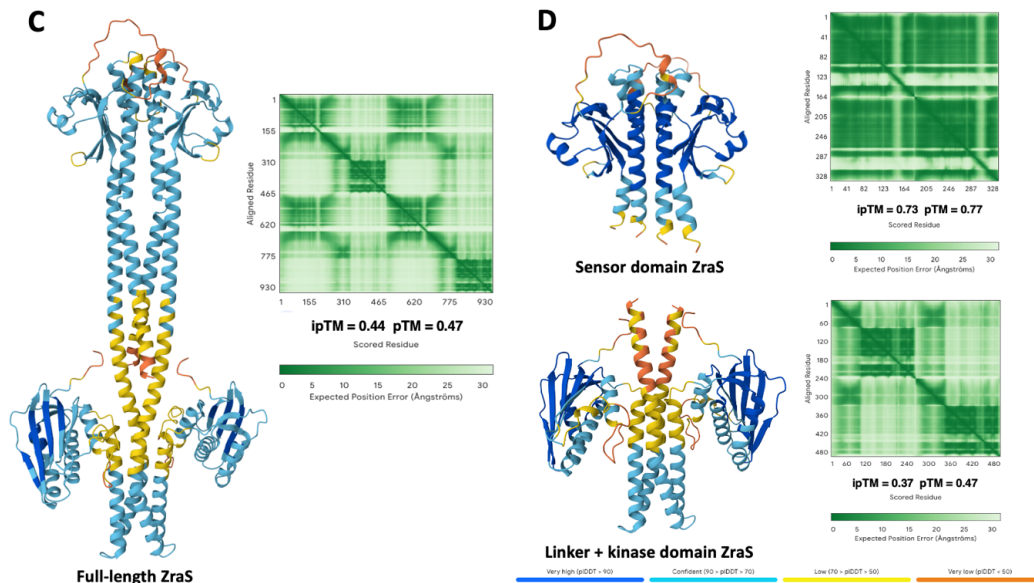 C
1
155
310
465
620
775
930
Aligned Residue
1 155 310 465 620 775 930
ipTM = 0.44 pTM = 0.47
Scored Residue
0 5 10 15 20 25 30
Expected Position Error (Ångströms)
Full-length ZraS
D
1
41
82
123
164
205
246
287
328
Aligned Residue
1 41 82 123 164 205 246 287 328
ipTM = 0.73 pTM = 0.77
Scored Residue
0 5 10 15 20 25 30
Expected Position Error (Ångströms)
Sensor domain ZraS
1
60
120
180
240
300
360
420
480
Aligned Residue
1 60 120 180 240 300 360 420 480
ipTM = 0.37 pTM = 0.47
Scored Residue
0 5 10 15 20 25 30
Expected Position Error (Ångströms)
Linker + kinase domain ZraS
Very high (plDDT > 90) Confident (90 > plDDT > 70) Low (70 > plDDT > 50) Very low (plDDT < 50)